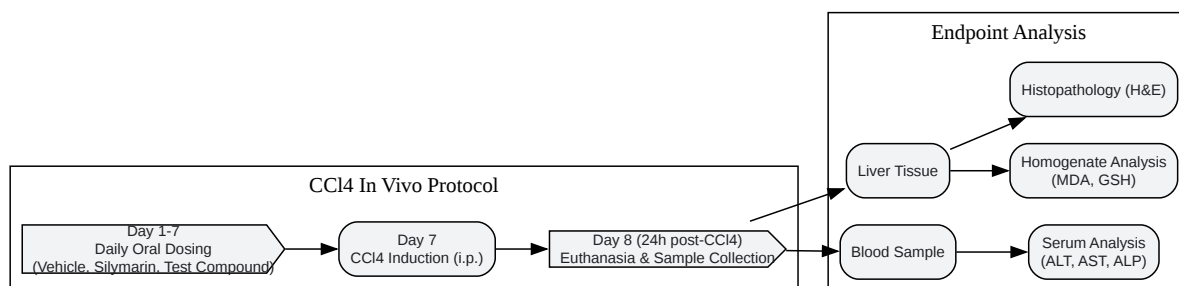 CCl4 In Vivo Protocol
Day 1-7
Daily Oral Dosing
(Vehicle, Silymarin, Test Compound)
Day 7
CCl4 Induction (i.p.)
Day 8 (24h post-CCl4)
Euthanasia & Sample Collection
Endpoint Analysis
Liver Tissue
Histopathology (H&E)
Homogenate Analysis
(MDA, GSH)
Blood Sample
Serum Analysis
(ALT, AST, ALP)